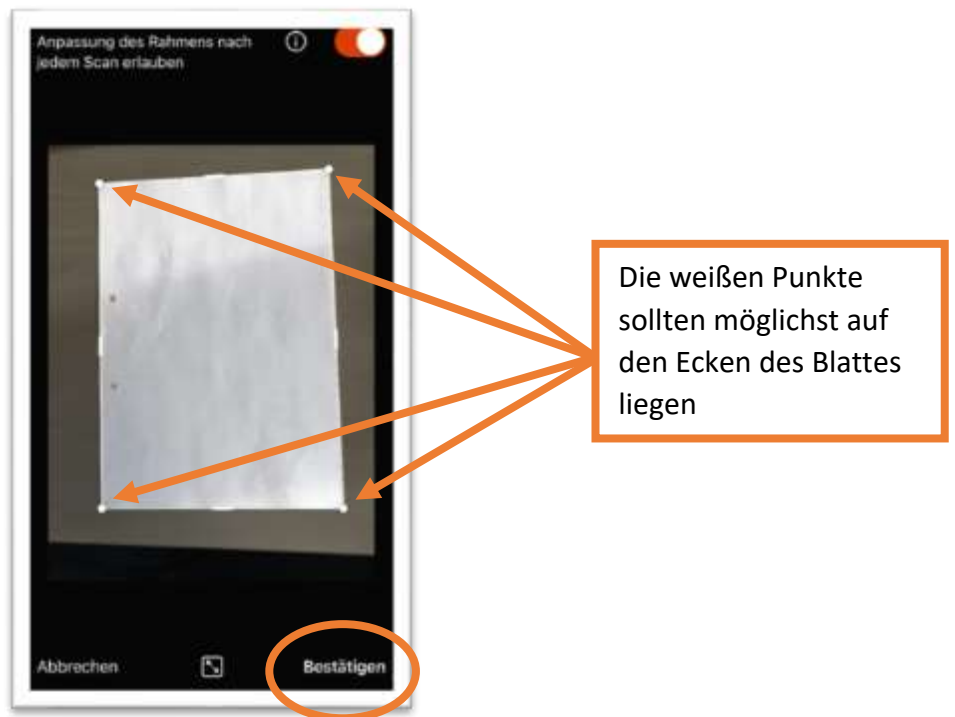 Anpassung des Rahmens nach
jedem Scan erlauben
Die weißen Punkte
sollten möglichst auf
den Ecken des Blattes
liegen
Abbrechen
Bestätigen